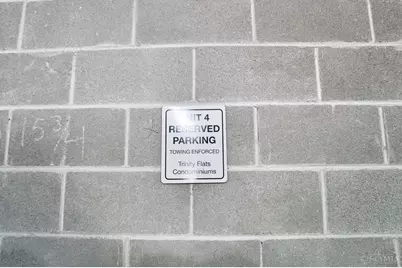 UNIT 4
RESERVED
PARKING
TOWING ENFORCED
Trinity Flats
Condominiums